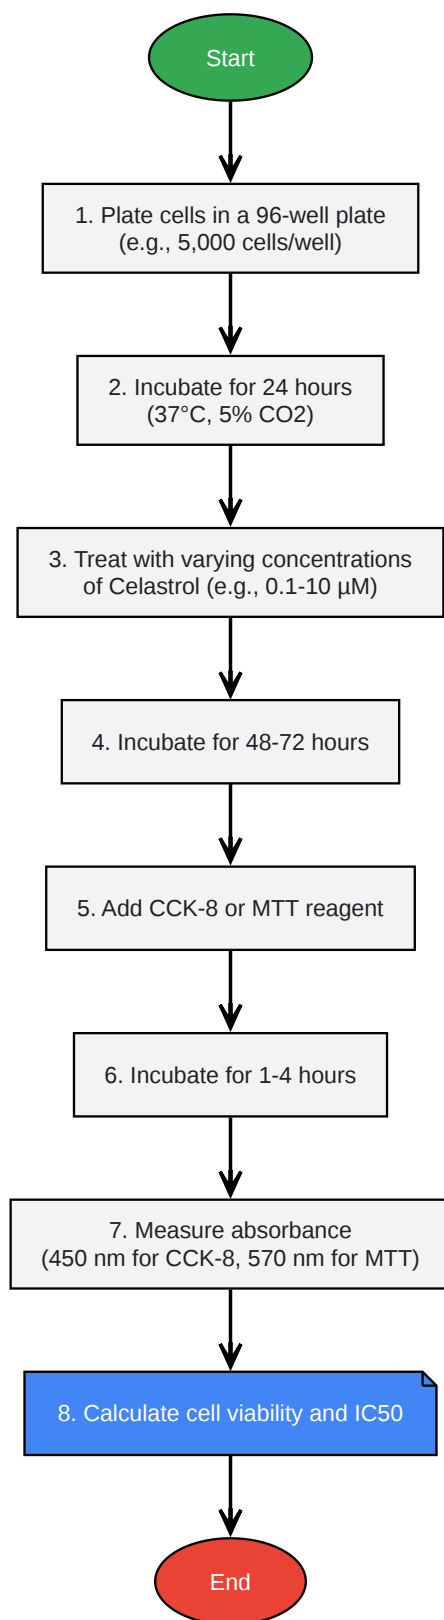 Start
1. Plate cells in a 96-well plate
(e.g., 5,000 cells/well)
2. Incubate for 24 hours
(37°C, 5% CO2)
3. Treat with varying concentrations
of Celastrol (e.g., 0.1-10 µM)
4. Incubate for 48-72 hours
5. Add CCK-8 or MTT reagent
6. Incubate for 1-4 hours
7. Measure absorbance
(450 nm for CCK-8, 570 nm for MTT)
8. Calculate cell viability and IC50
End